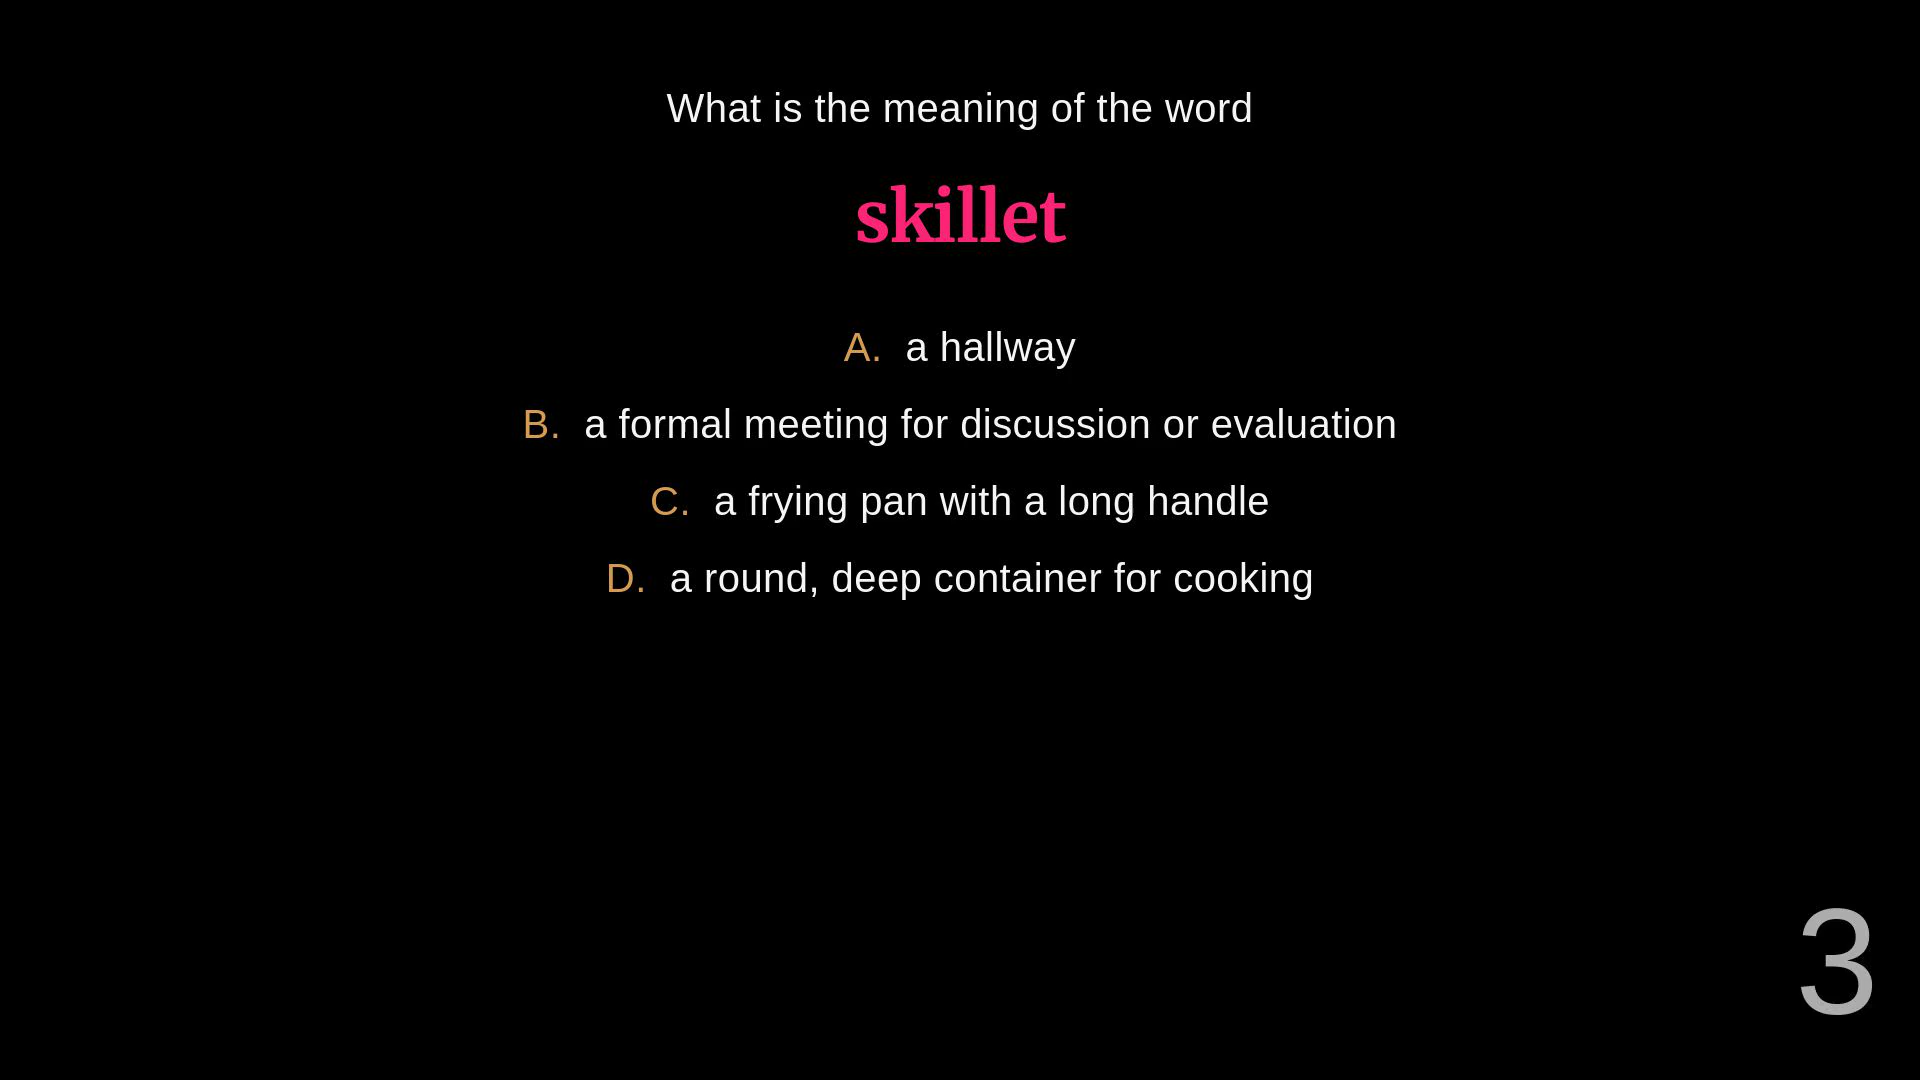 What is the meaning of the word
skillet
A. a hallway
B. a formal meeting for discussion or evaluation
C. a frying pan with a long handle
D. a round, deep container for cooking
3